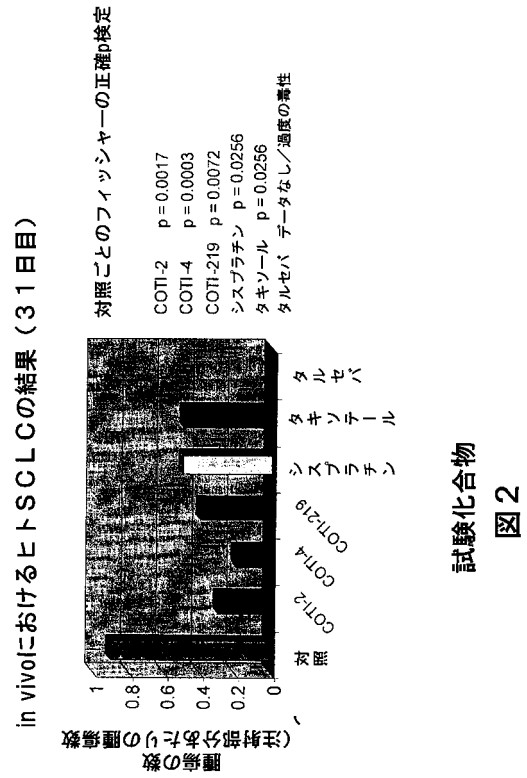 in vivoにおけるヒトSCLCの結果（31日目）
対照ごとのフィッシャーの正確p検定
COTI-2 p = 0.0017
COTI-4 p = 0.0003
COTI-219 p = 0.0072
シスプラチン p = 0.0256
タキソール p = 0.0256
タルセバ データなし／過度の毒性
腫瘍の数
（注射部分あたりの腫瘍数）
1
0.8
0.6
0.4
0.2
0
対照
COTI-2
COTI-4
COTI-219
シスプラチン
タキソテール
タルセバ
試験化合物
図2